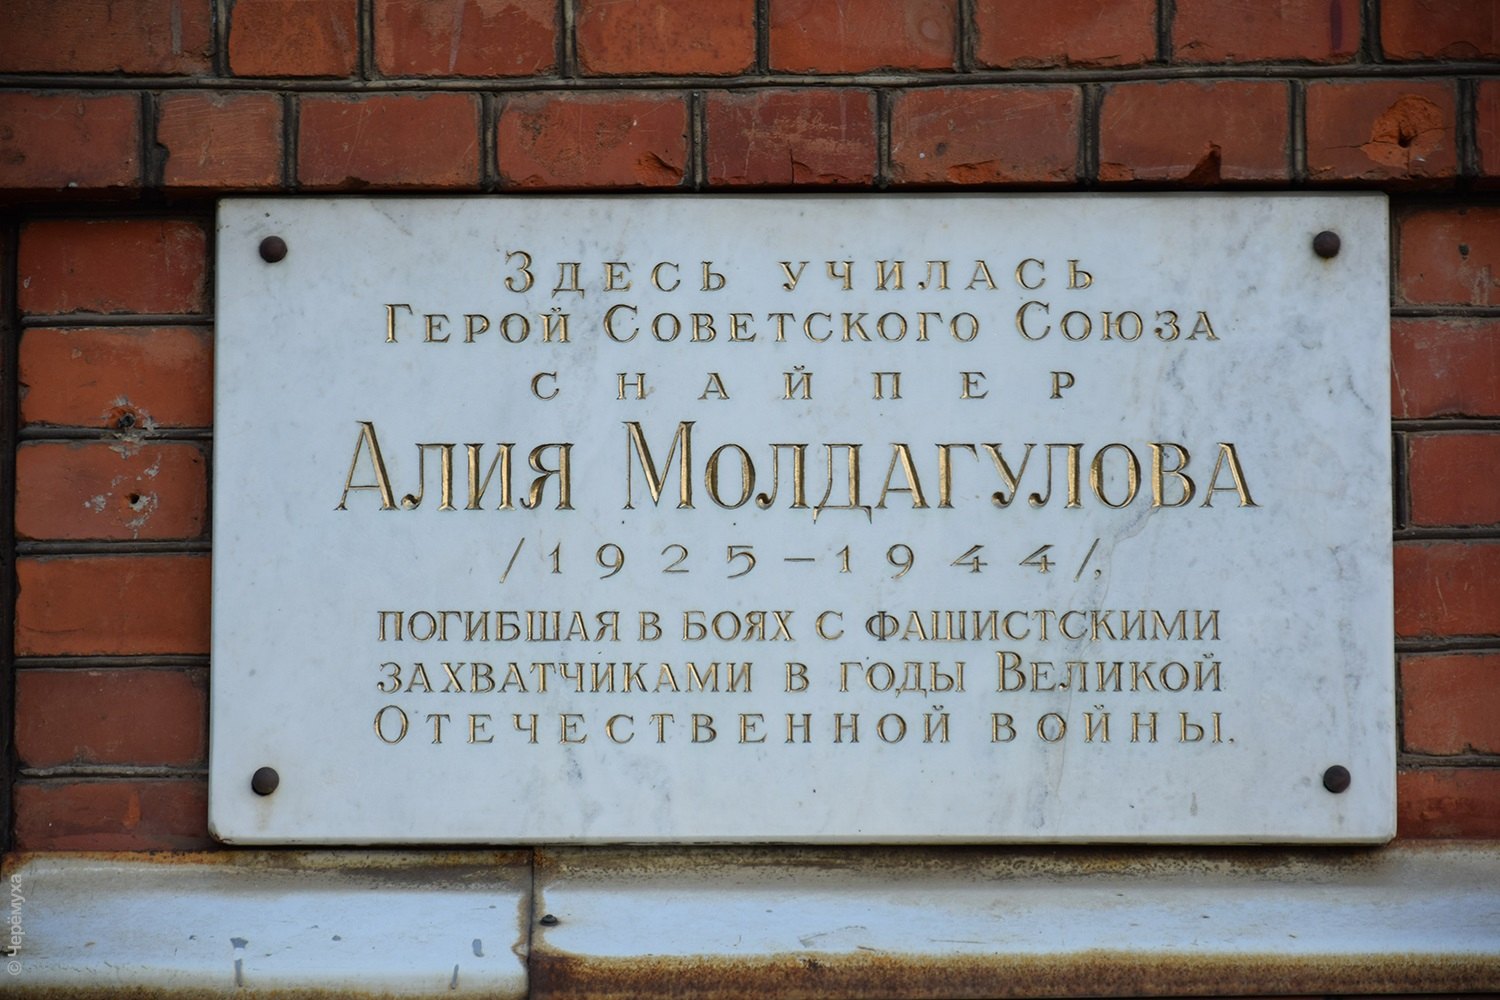 Здесь училась
Герой Советского Союза
снайпер
Алия Молдагулова
/1925-1944/,
погибшая в боях с фашистскими
захватчиками в годы Великой
Отечественной войны.
© Черёмуха